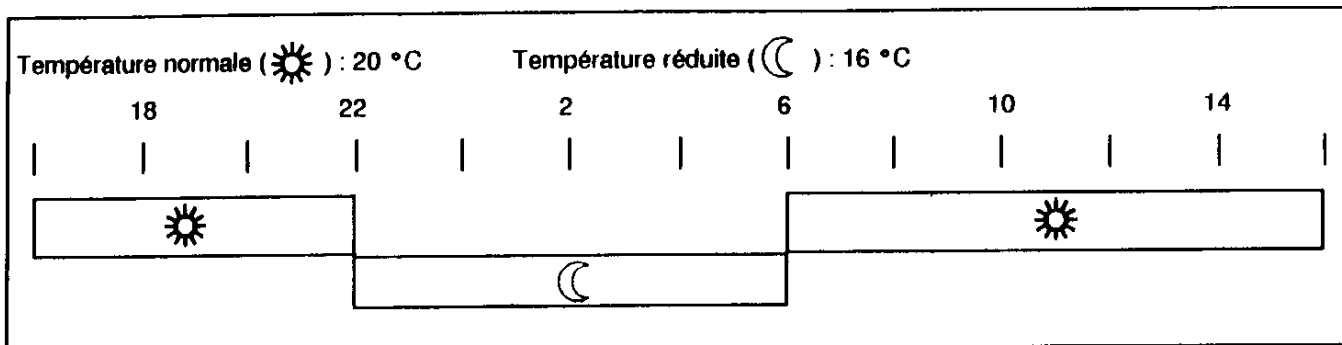 Température normale ( ) : 20 °C Température réduite ( ) : 16 °C
18 22 2 6 10 14